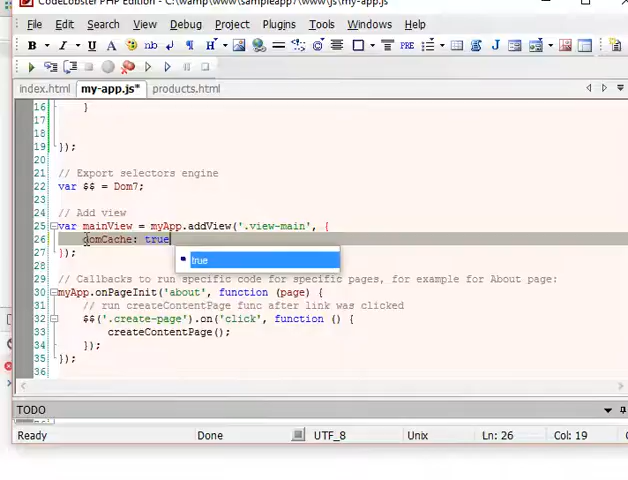 CodeLobster PHP Edition - C:\wamp\www\sampleapp7\www\js\my-app.js
File Edit Search View Debug Project Plugins Tools Windows Help
B I A nb H PRE JS J
index.html my-app.js* products.html
16 }
17
18
19 });
20
21 // Export selectors engine
22 var $$ = Dom7;
23
24 // Add view
25 var mainView = myApp.addView('.view-main', {
26 domCache: true
true
27 });
28
29 // Callbacks to run specific code for specific pages, for example for About page:
30 myApp.onPageInit('about', function (page) {
31 // run createContentPage func after link was clicked
32 $$('.create-page').on('click', function () {
33 createContentPage();
34 });
35 });
36
TODO
Ready Done UTF_8 Unix Ln: 26 Col: 19